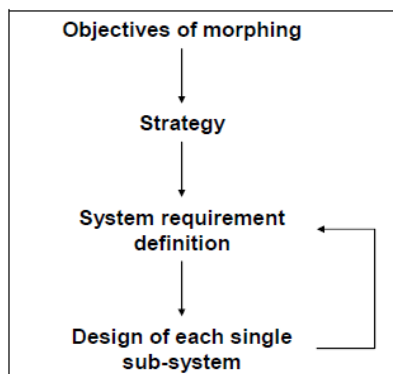 Objectives of morphing
Strategy
System requirement
definition
Design of each single
sub-system